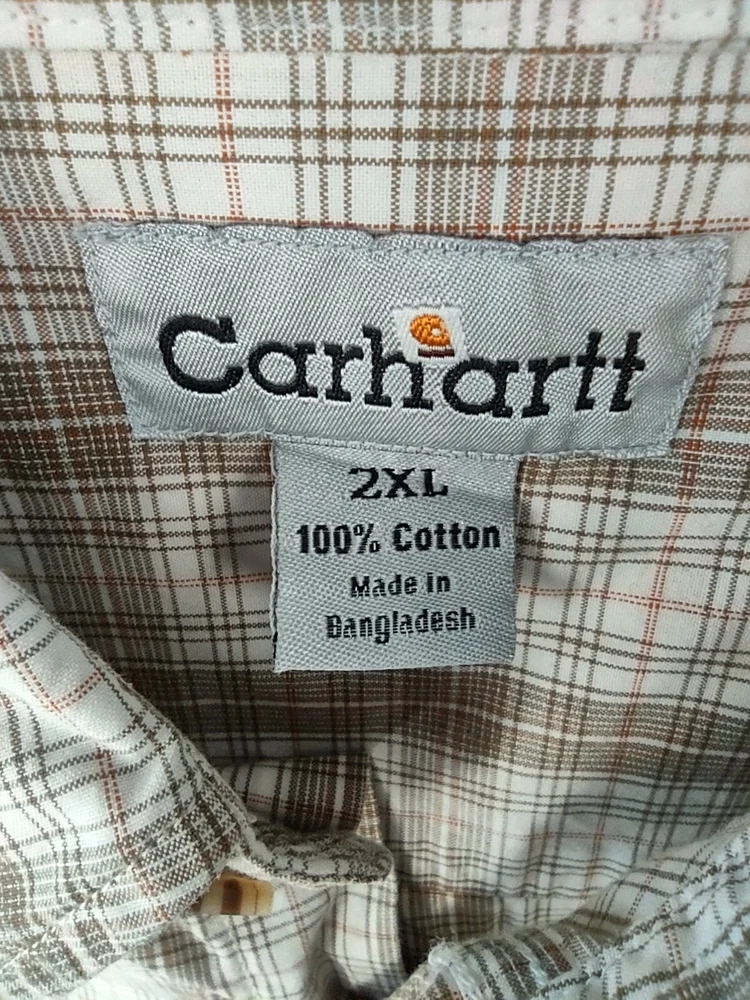 Carhartt
2XL
100% Cotton
Made in
Bangladesh